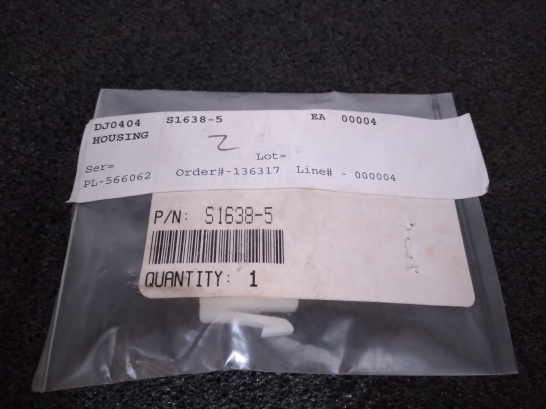 DJ0404 S1638-5 EA 00004
HOUSING
2
Ser= Lot=
PL-566062 Order#-136317 Line# - 000004
P/N: S1638-5
QUANTITY: 1